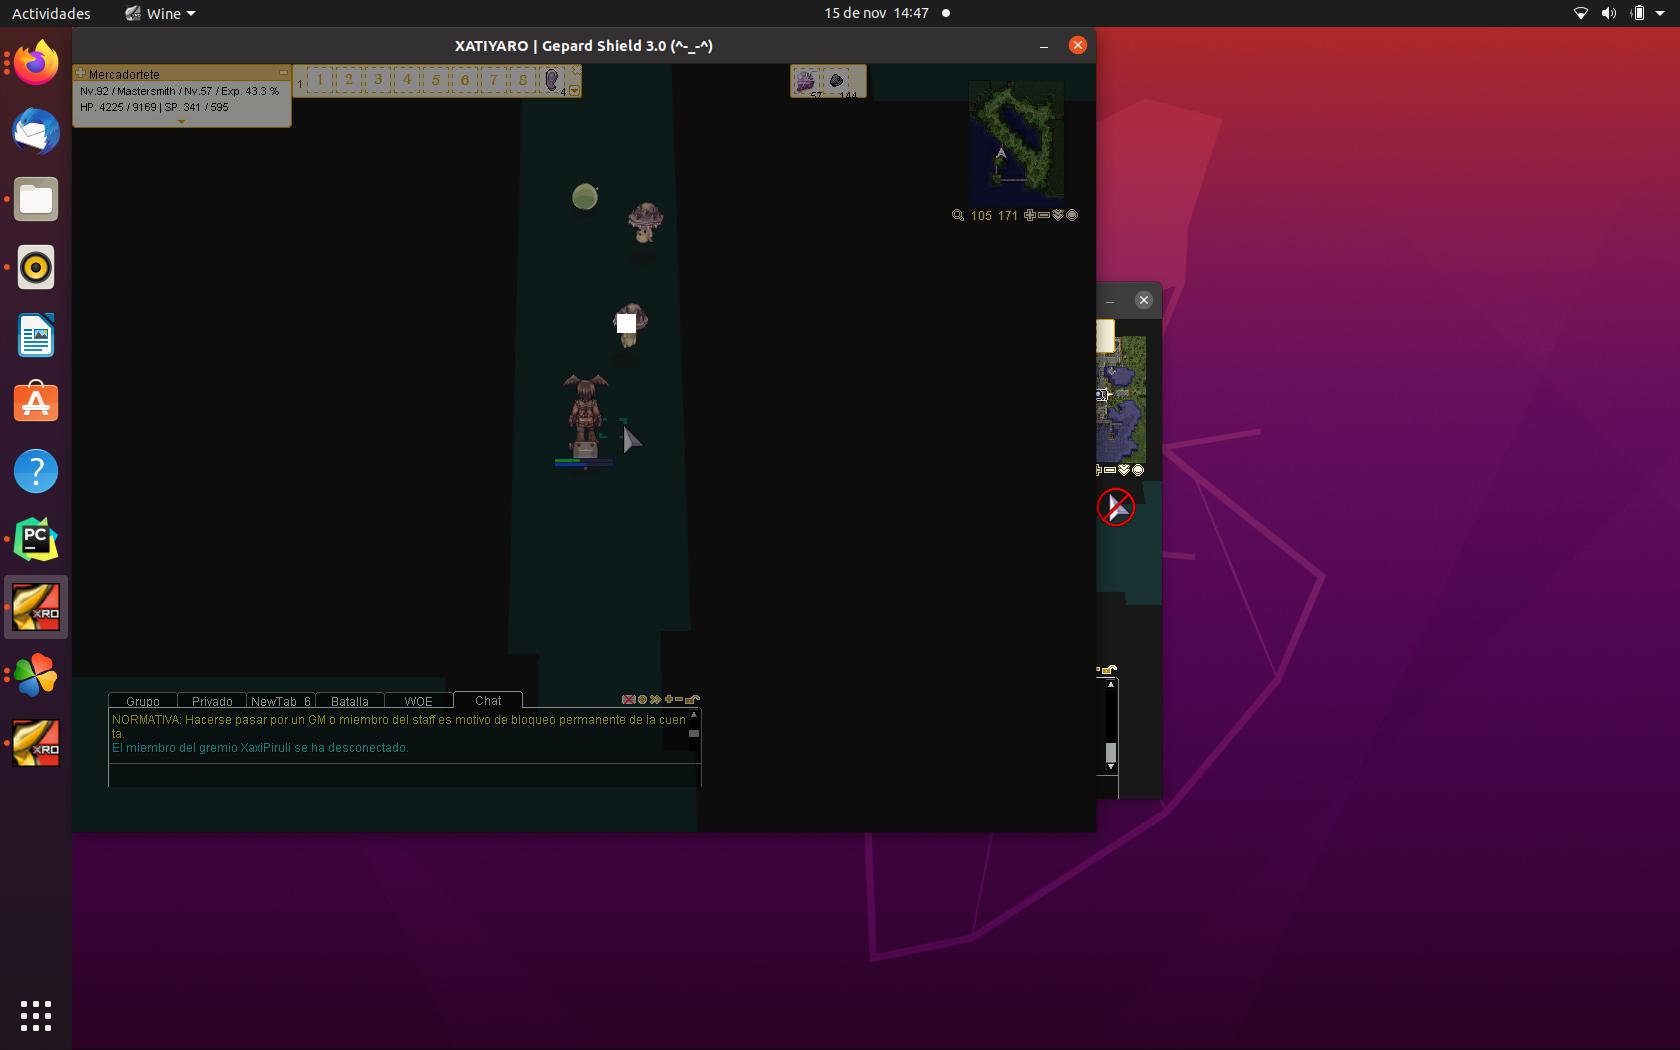 Actividades
Wine
15 de nov 14:47
XATIYARO | Gepard Shield 3.0 (^-_-^)
Mercadortete
Nv.92 / Mastersmith / Nv.57 / Exp. 43.3 %
HP. 4225 / 9169 | SP. 341 / 595
1 1 2 3 4 5 6 7 8 4
57 144
105 171
PC
XRO
XRO
Grupo Privado NewTab_6 Batalla WOE Chat
NORMATIVA: Hacerse pasar por un GM o miembro del staff es motivo de bloqueo permanente de la cuen
ta.
El miembro del gremio XaxiPiruli se ha desconectado.